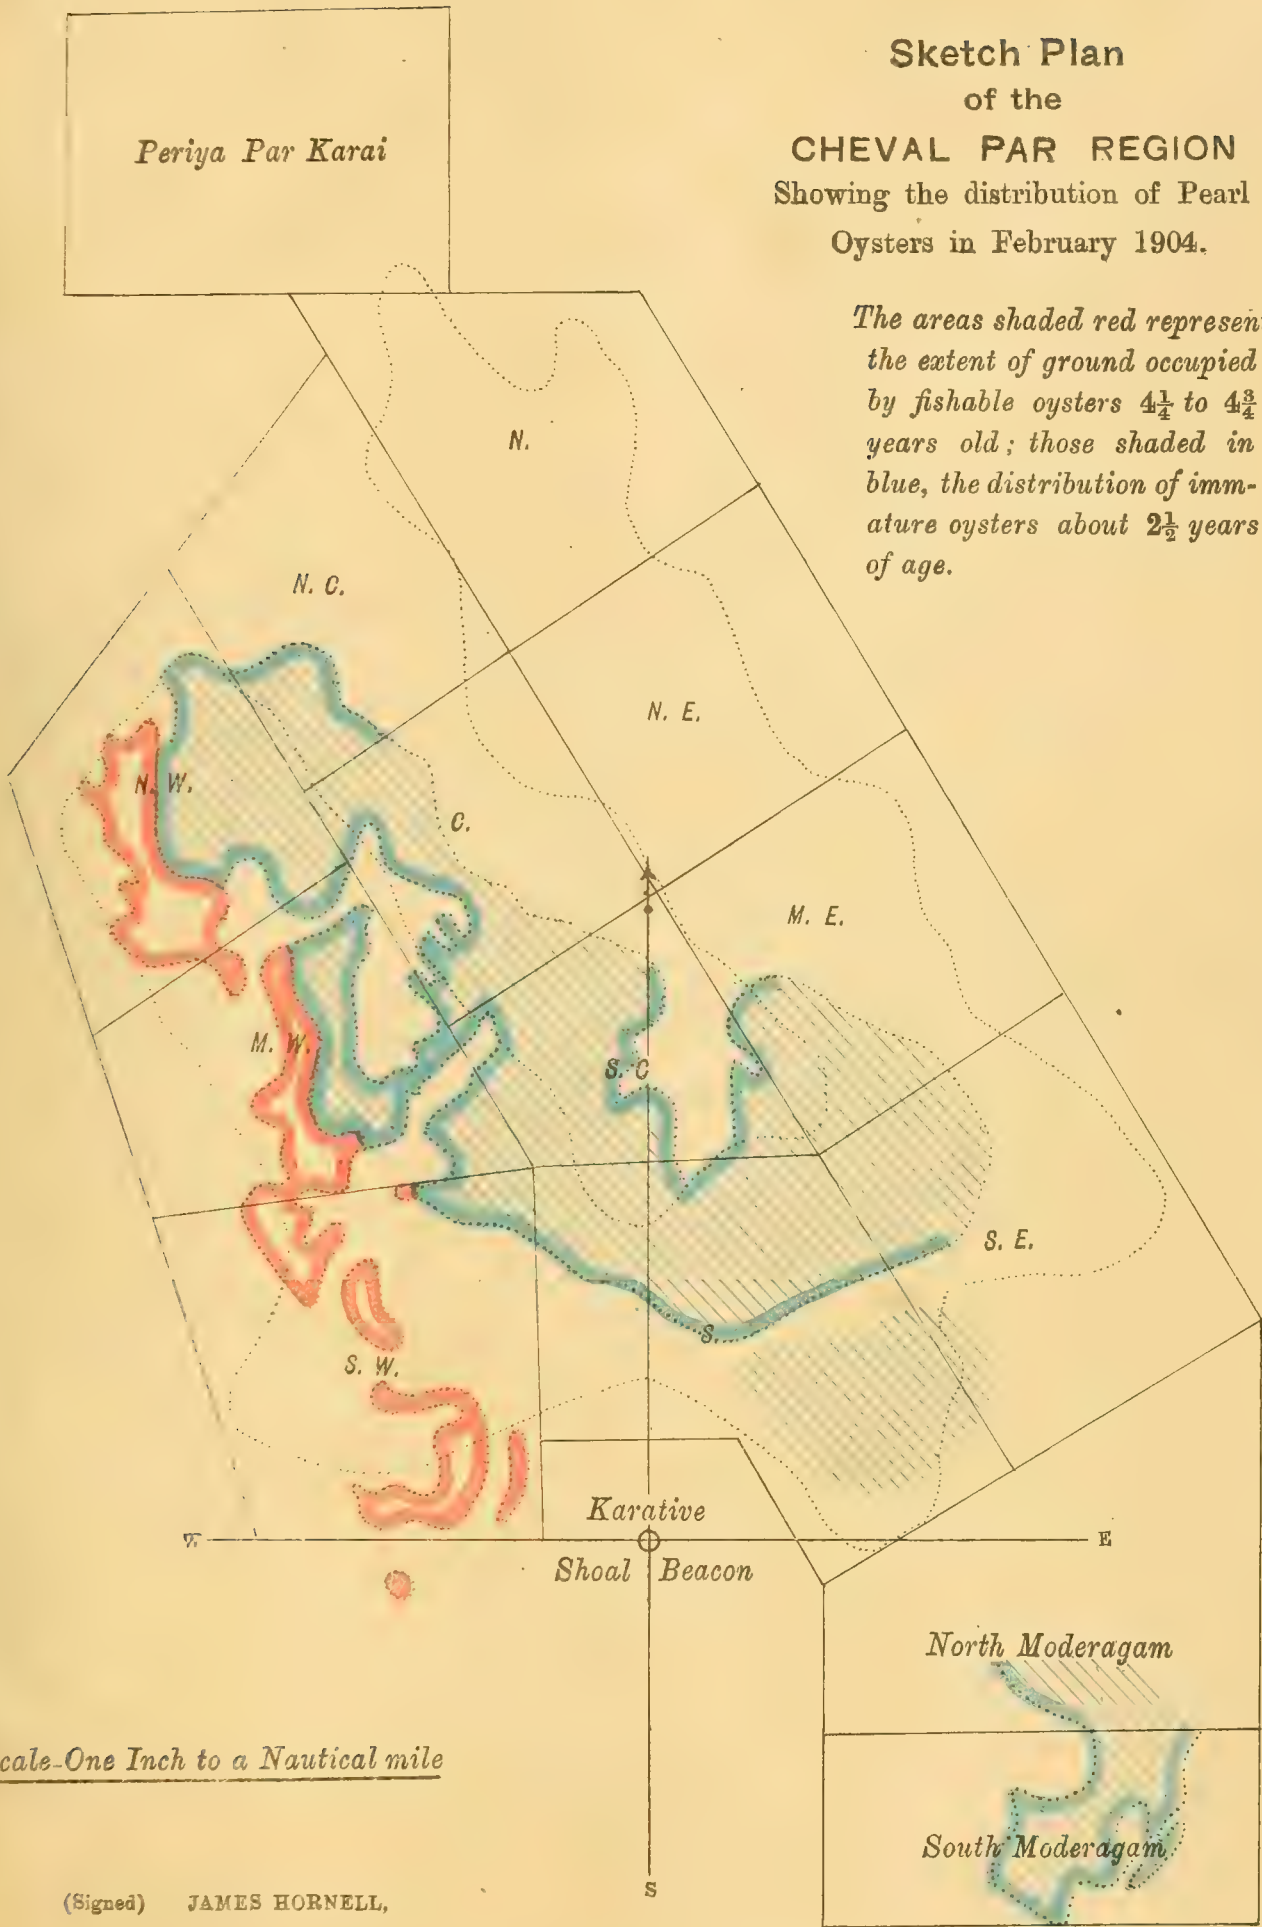 Sketch Plan
of the
CHEVAL PAR REGION
Showing the distribution of Pearl
Oysters in February 1904.
The areas shaded red represen
the extent of ground occupied
by fishable oysters 4¼ to 4¾
years old; those shaded in
blue, the distribution of imm-
ature oysters about 2½ years
of age.
Periya Par Karai
N.
N. C.
N. E.
N. W.
C.
M. E.
M. W.
S. C
S. E.
S.
S. W.
Karative
E
Shoal Beacon
North Moderagam
cale-One Inch to a Nautical mile
South Moderagam
S
(Signed) JAMES HORNELL,